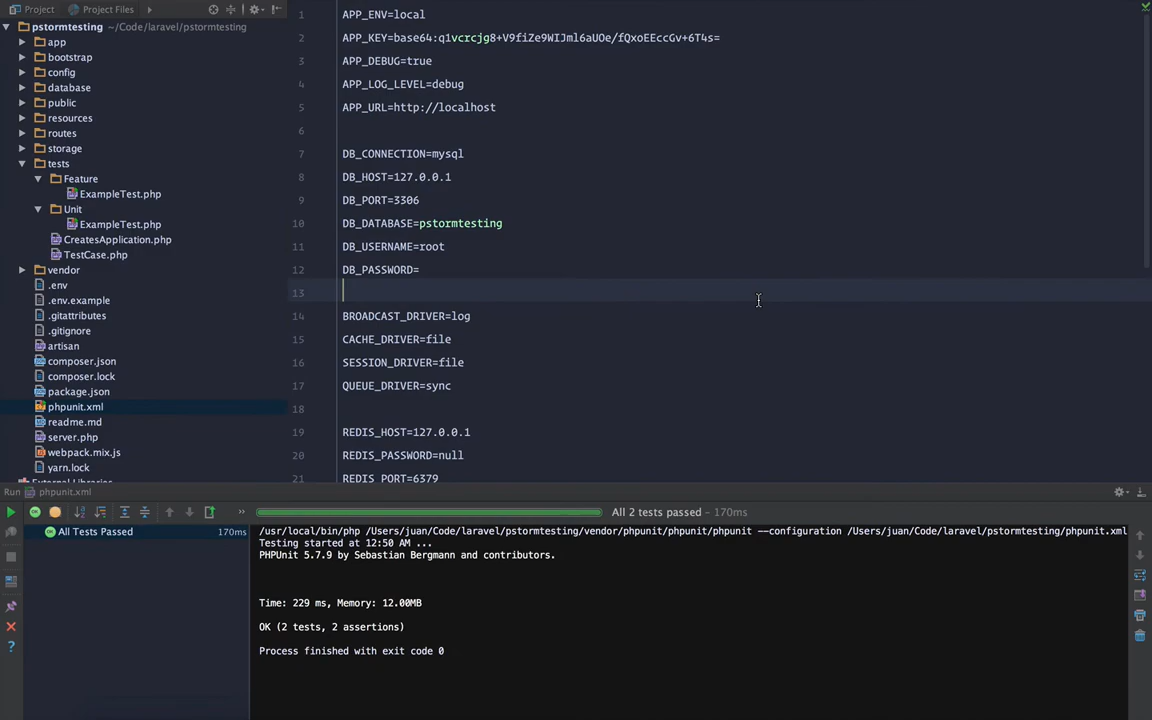 Project
Project Files
pstormtesting ~/Code/laravel/pstormtesting
app
bootstrap
config
database
public
resources
routes
storage
tests
Feature
ExampleTest.php
Unit
ExampleTest.php
CreatesApplication.php
TestCase.php
vendor
.env
.env.example
.gitattributes
.gitignore
artisan
composer.json
composer.lock
package.json
phpunit.xml
readme.md
server.php
webpack.mix.js
yarn.lock
External Libraries
1 APP_ENV=local
2 APP_KEY=base64:q1vcrcjg8+V9fiZe9WIJml6aUOe/fQxoEEccGv+6T4s=
3 APP_DEBUG=true
4 APP_LOG_LEVEL=debug
5 APP_URL=http://localhost
6
7 DB_CONNECTION=mysql
8 DB_HOST=127.0.0.1
9 DB_PORT=3306
10 DB_DATABASE=pstormtesting
11 DB_USERNAME=root
12 DB_PASSWORD=
13
14 BROADCAST_DRIVER=log
15 CACHE_DRIVER=file
16 SESSION_DRIVER=file
17 QUEUE_DRIVER=sync
18
19 REDIS_HOST=127.0.0.1
20 REDIS_PASSWORD=null
21 REDIS_PORT=6379
Run phpunit.xml
All 2 tests passed – 170ms
All Tests Passed 170ms
/usr/local/bin/php /Users/juan/Code/laravel/pstormtesting/vendor/phpunit/phpunit/phpunit --configuration /Users/juan/Code/laravel/pstormtesting/phpunit.xml
Testing started at 12:50 AM ...
PHPUnit 5.7.9 by Sebastian Bergmann and contributors.
Time: 229 ms, Memory: 12.00MB
OK (2 tests, 2 assertions)
Process finished with exit code 0